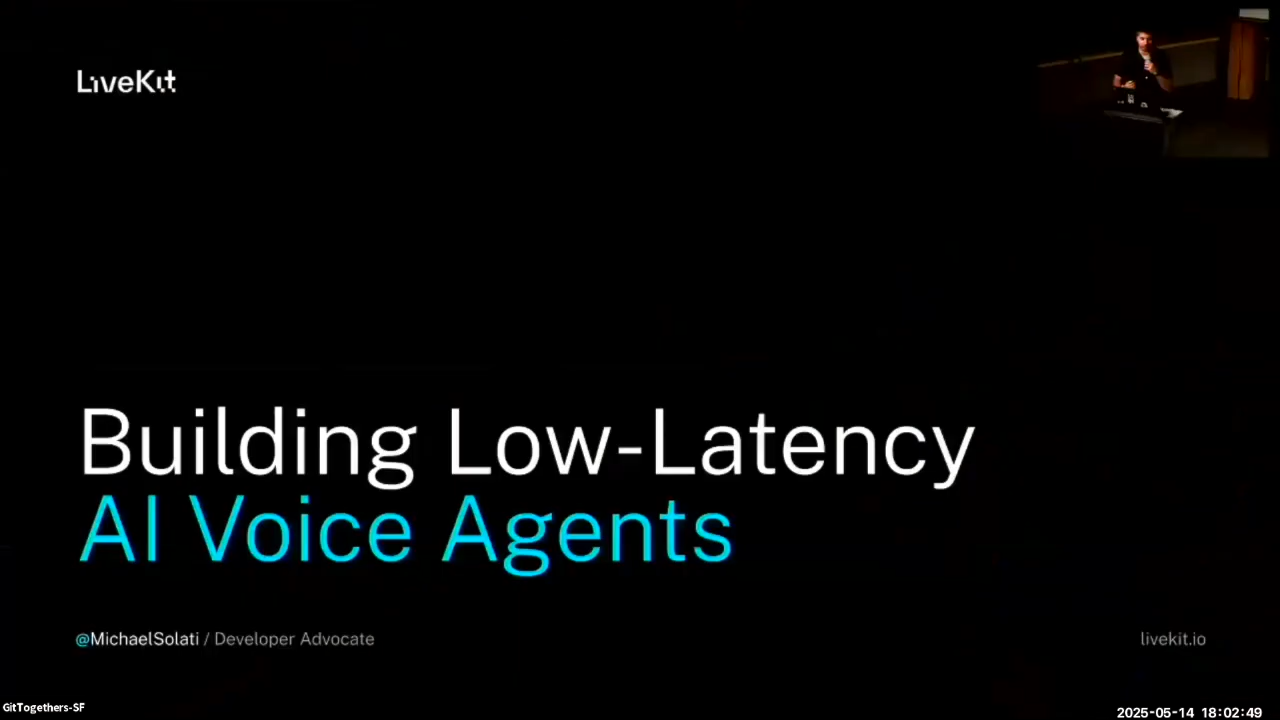 LiveKit
Building Low-Latency
AI Voice Agents
@MichaelSolati / Developer Advocate
livekit.io
GitTogethers-SF
2025-05-14 18:02:49